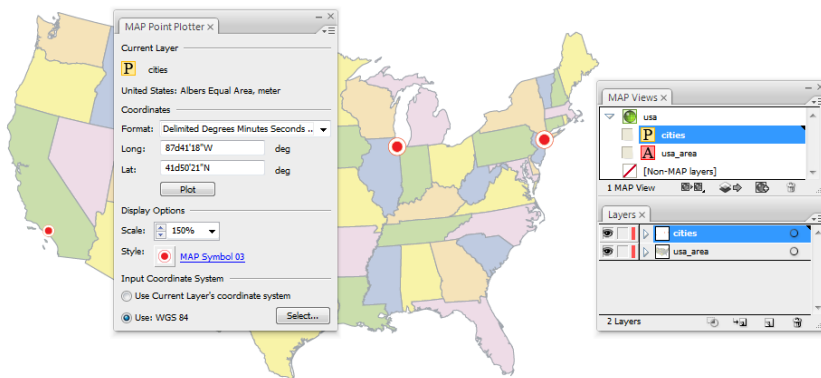 MAP Point Plotter ×
Current Layer
P cities
United States: Albers Equal Area, meter
Coordinates
Format: Delimited Degrees Minutes Seconds ..
Long: 87d41'18"W deg
Lat: 41d50'21"N deg
Plot
Display Options
Scale: 150%
Style: MAP Symbol 03
Input Coordinate System
Use Current Layer's coordinate system
Use: WGS 84 Select...
MAP Views ×
usa
P cities
A usa_area
[Non-MAP layers]
1 MAP View
Layers ×
cities
usa_area
2 Layers